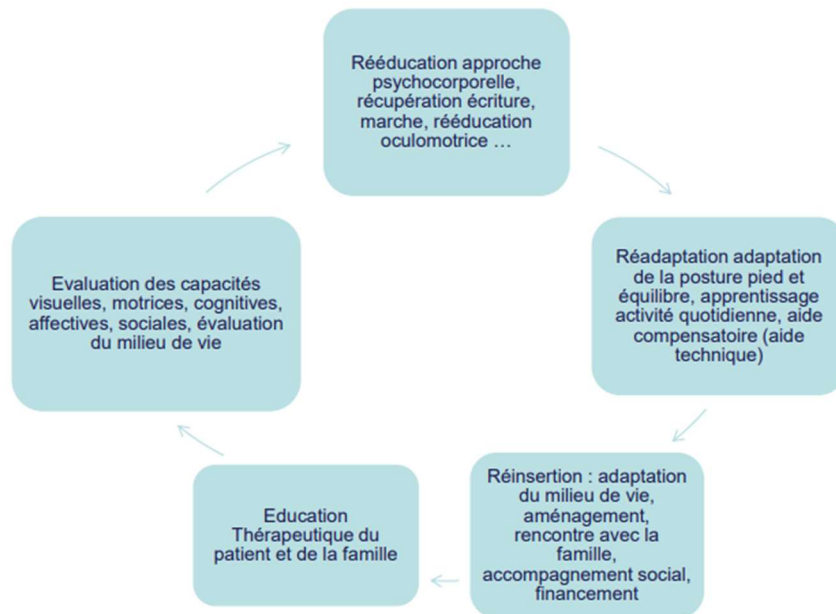 Rééducation approche
psychocorporelle,
récupération écriture,
marche, rééducation
oculomotrice ...
Réadaptation adaptation
de la posture pied et
équilibre, apprentissage
activité quotidienne, aide
compensatoire (aide
technique)
Réinsertion : adaptation
du milieu de vie,
aménagement,
rencontre avec la
famille,
accompagnement social,
financement
Education
Thérapeutique du
patient et de la famille
Evaluation des capacités
visuelles, motrices, cognitives,
affectives, sociales, évaluation
du milieu de vie